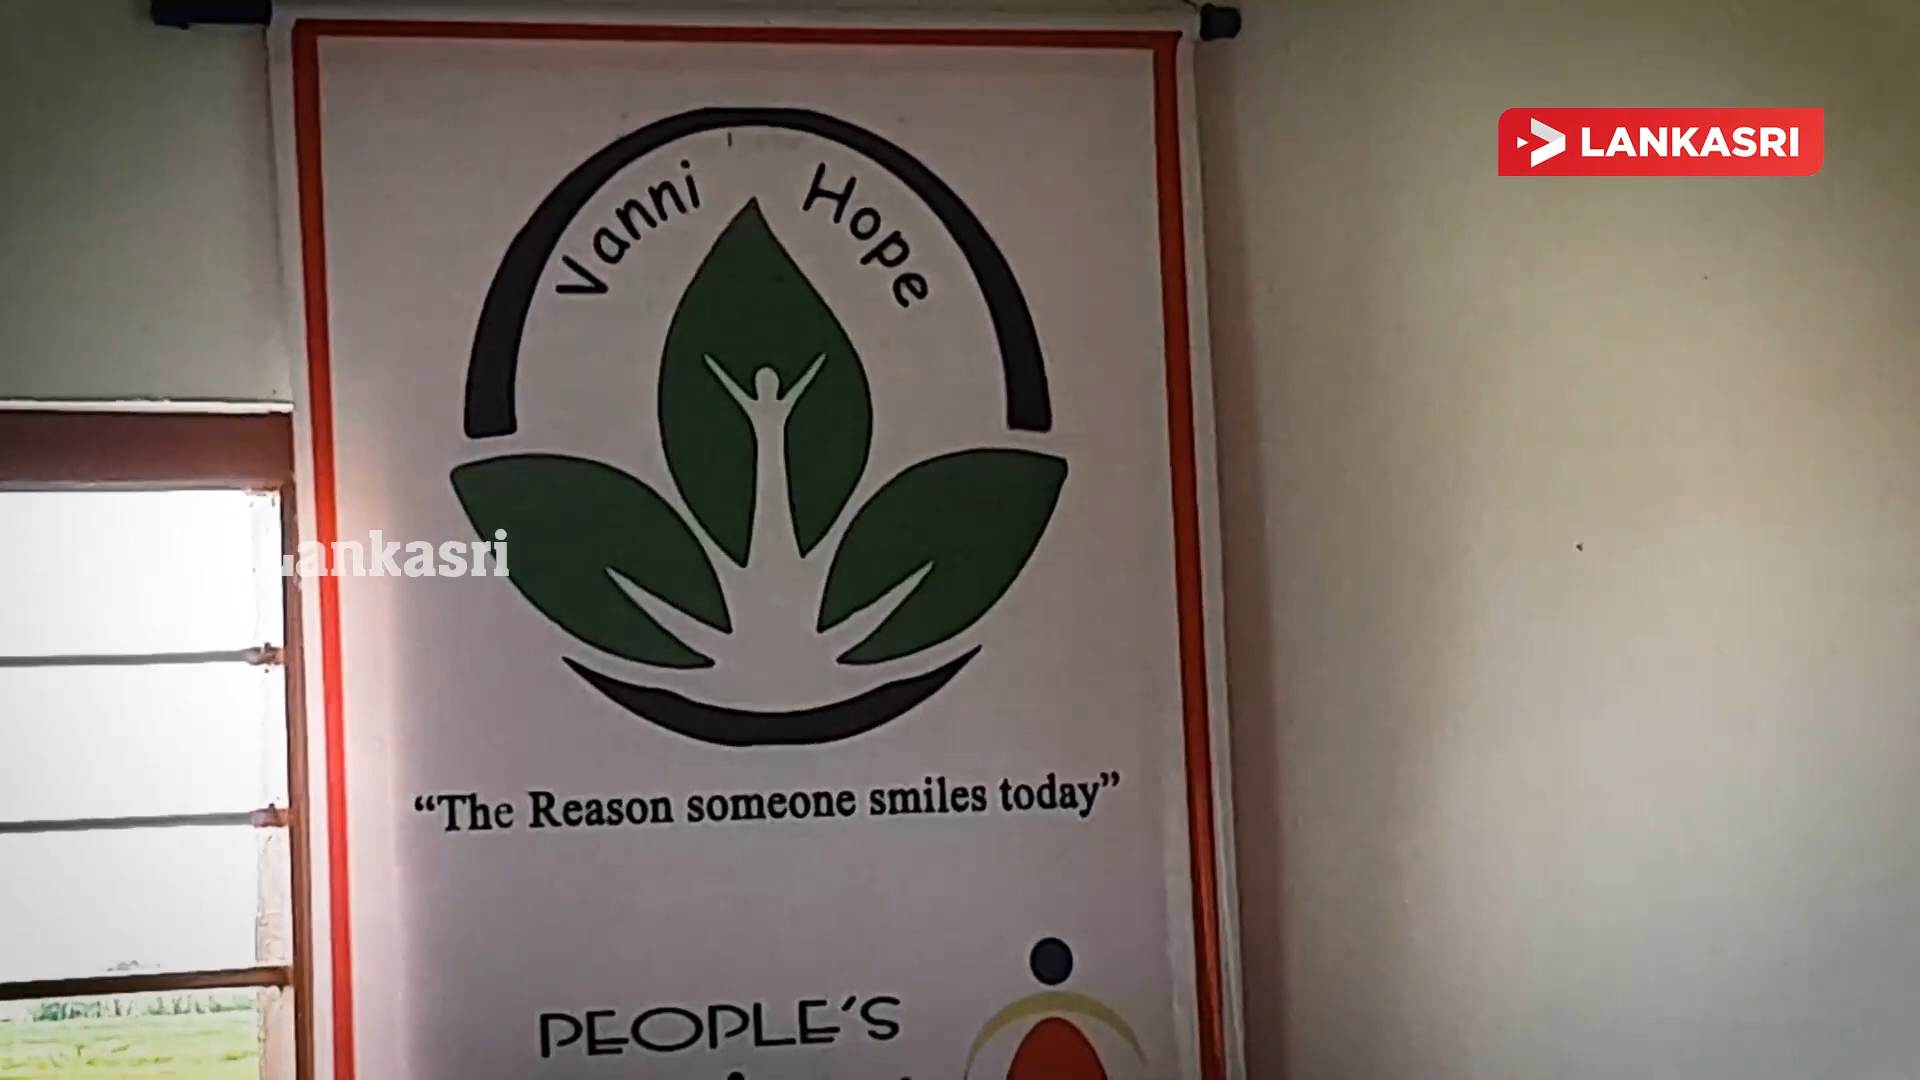 LANKASRI
Vanni Hope
Lankasri
“The Reason someone smiles today”
PEOPLE’S